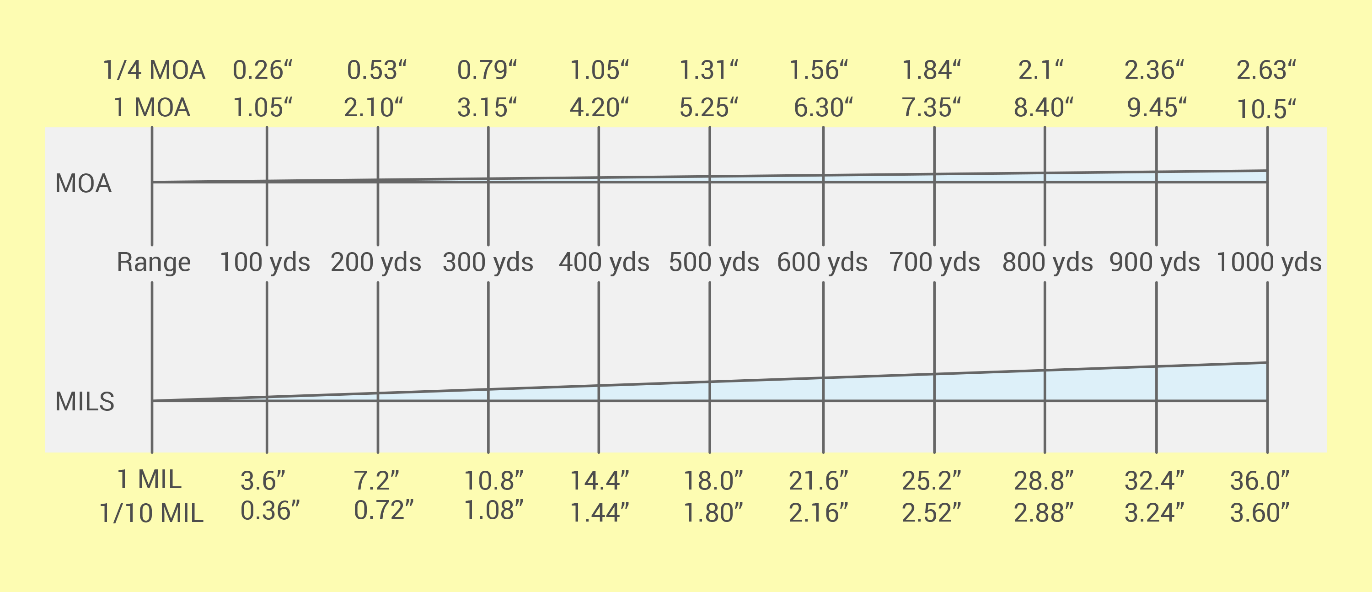 1/4 MOA 0.26“ 0.53“ 0.79“ 1.05“ 1.31“ 1.56“ 1.84“ 2.1“ 2.36“ 2.63“
1 MOA 1.05“ 2.10“ 3.15“ 4.20“ 5.25“ 6.30“ 7.35“ 8.40“ 9.45“ 10.5“
MOA
Range 100 yds 200 yds 300 yds 400 yds 500 yds 600 yds 700 yds 800 yds 900 yds 1000 yds
MILS
1 MIL 3.6” 7.2” 10.8” 14.4” 18.0” 21.6” 25.2” 28.8” 32.4” 36.0”
1/10 MIL 0.36” 0.72” 1.08” 1.44” 1.80” 2.16” 2.52” 2.88” 3.24” 3.60”